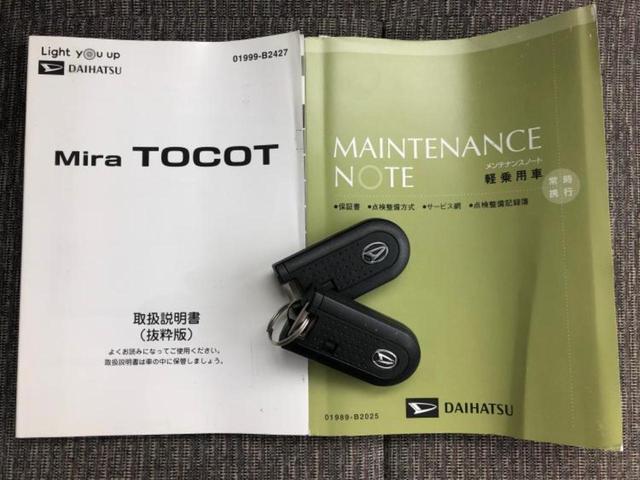 Light you up
DAIHATSU
01999-B2427
Mira TOCOT
取扱説明書
(抜粋版)
よくお読みになってご使用ください。
取扱説明書は車の中に保管しましょう。
MAINTENANCE
NOTE
メンテナンスノート
軽乗用車
常時
携行
●保証書 ●点検整備方式 ●サービス網 ●点検整備記録簿
01989-B2025
DAIHATSU